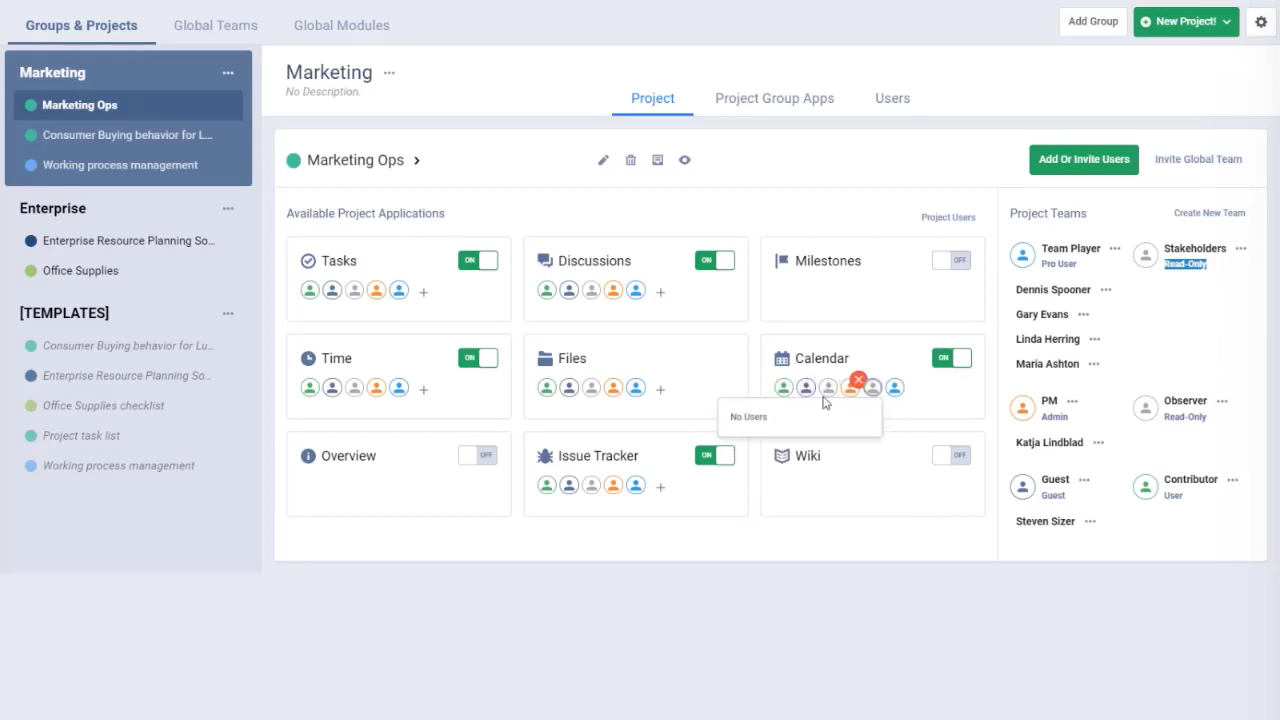 Groups & Projects
Global Teams
Global Modules
Add Group
New Project!
Marketing
Marketing Ops
Consumer Buying behavior for L...
Working process management
Enterprise
Enterprise Resource Planning So...
Office Supplies
[TEMPLATES]
Consumer Buying behavior for Lu...
Enterprise Resource Planning So...
Office Supplies checklist
Project task list
Working process management
Marketing
No Description.
Project
Project Group Apps
Users
Marketing Ops
Add Or Invite Users
Invite Global Team
Available Project Applications
Project Users
Tasks
ON
Discussions
ON
Milestones
OFF
Time
ON
Files
Calendar
ON
No Users
Overview
OFF
Issue Tracker
ON
Wiki
OFF
Project Teams
Create New Team
Team Player
Pro User
Stakeholders
Read-Only
Dennis Spooner
Gary Evans
Linda Herring
Maria Ashton
PM
Admin
Observer
Read-Only
Katja Lindblad
Guest
Guest
Contributor
User
Steven Sizer